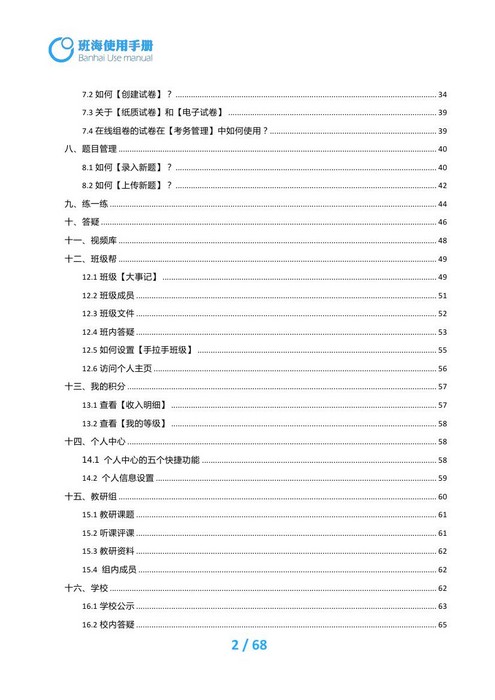 班海使用手册
Banhai Use manual
7.2 如何【创建试卷】？ 34
7.3 关于【纸质试卷】和【电子试卷】 39
7.4 在线组卷的试卷在【考务管理】中如何使用？ 39
八、题目管理 40
8.1 如何【录入新题】？ 40
8.2 如何【上传新题】？ 42
九、练一练 44
十、答疑 46
十一、视频库 48
十二、班级帮 49
12.1 班级【大事记】 49
12.2 班级成员 51
12.3 班级文件 52
12.4 班内答疑 53
12.5 如何设置【手拉手班级】 55
12.6 访问个人主页 56
十三、我的积分 57
13.1 查看【收入明细】 57
13.2 查看【我的等级】 58
十四、个人中心 58
14.1 个人中心的五个快捷功能 58
14.2 个人信息设置 59
十五、教研组 60
15.1 教研课题 61
15.2 听课评课 61
15.3 教研资料 62
15.4 组内成员 62
十六、学校 62
16.1 学校公示 63
16.2 校内答疑 65
2 / 68